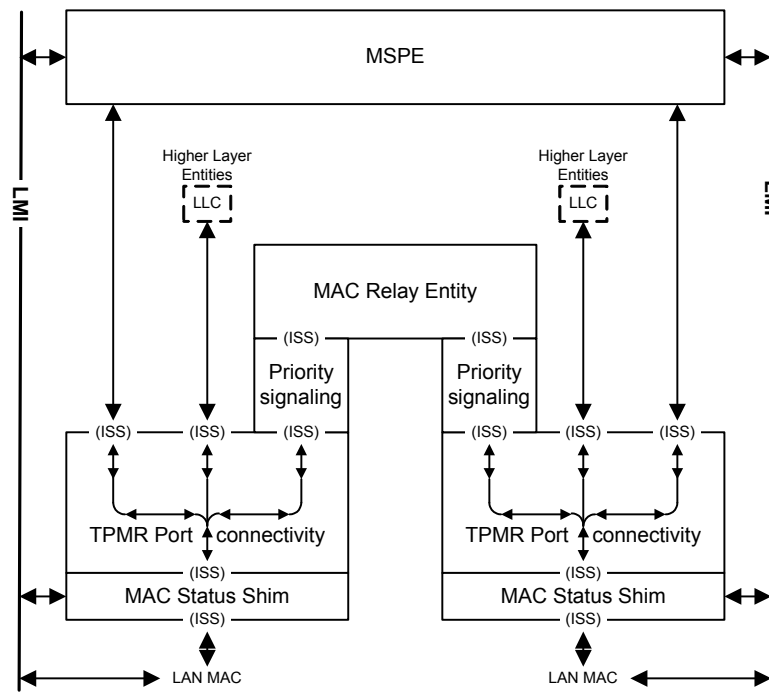 MSPE
Higher Layer
Entities
LLC
Higher Layer
Entities
LLC
LMI
LMI
MAC Relay Entity
(ISS)
(ISS)
Priority
signaling
Priority
signaling
(ISS)
(ISS)
(ISS)
(ISS)
(ISS)
(ISS)
TPMR Port connectivity
TPMR Port connectivity
(ISS)
(ISS)
MAC Status Shim
MAC Status Shim
(ISS)
(ISS)
LAN MAC
LAN MAC